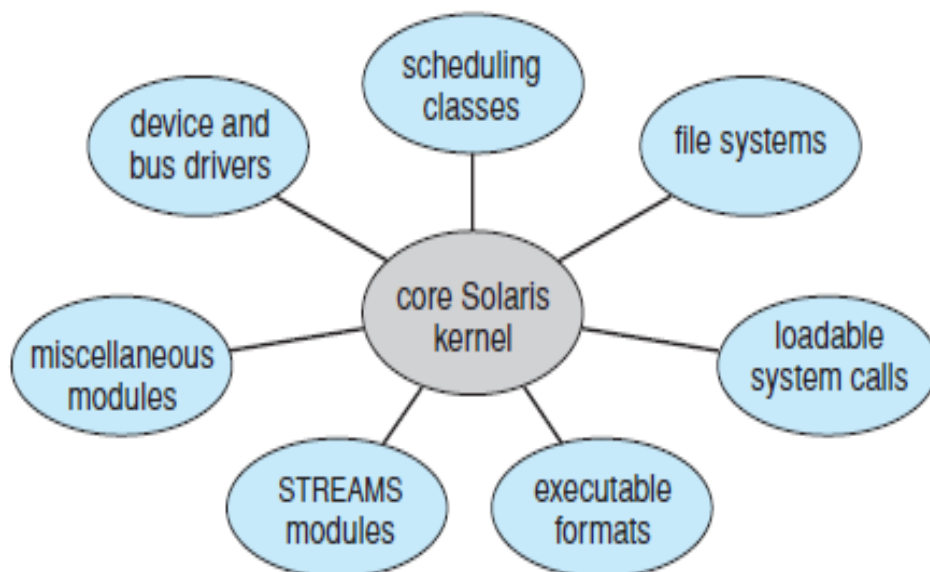 scheduling
classes
device and
bus drivers
file systems
core Solaris
kernel
miscellaneous
modules
loadable
system calls
STREAMS
modules
executable
formats